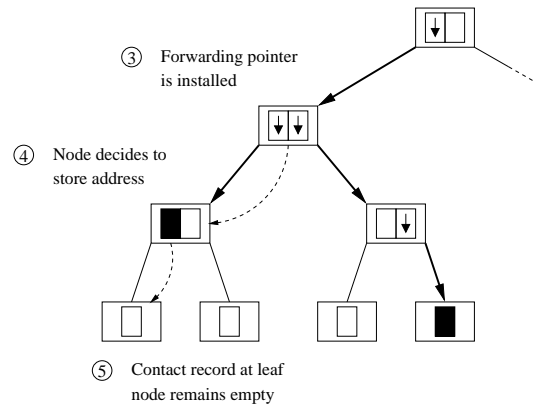 ③ Forwarding pointer
is installed
④ Node decides to
store address
⑤ Contact record at leaf
node remains empty